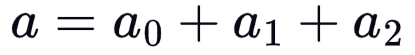 a = a₀ + a₁ + a₂